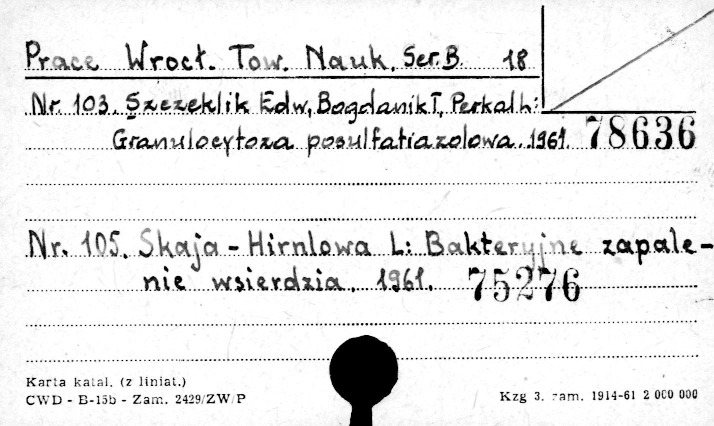 Prace Wrocł. Tow. Nauk. Ser. B. 18
Nr. 103. Szczeklik Edw, Bogdanik T, Perkal h:
Granulocytoza posulfatiazolowa. 1961. 78636
Nr. 105. Skaja - Hirnlowa L: Bakteryjne zapale-
nie wsierdzia. 1961. 75276
Karta katal. (z liniat.)
CWD - B-15b - Zam. 2429/ZW/P
Kzg 3. zam. 1914-61 2 000 000